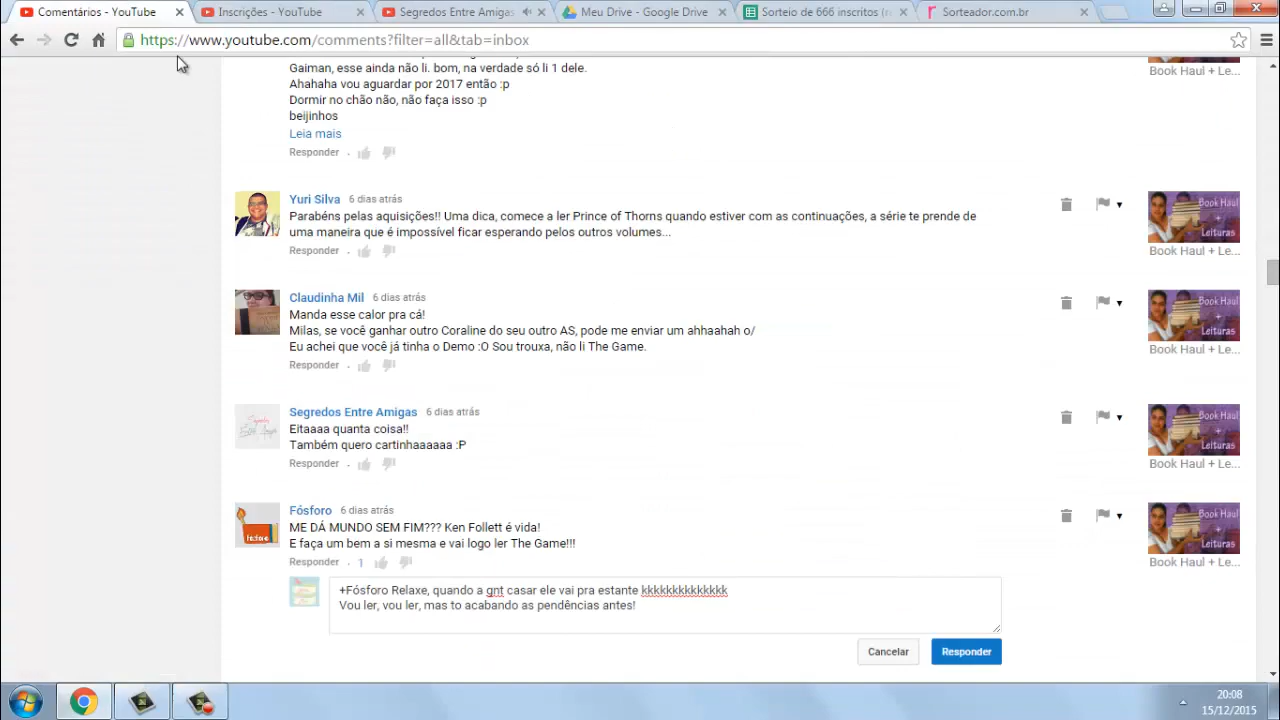 Comentários - YouTube
Inscrições - YouTube
Segredos Entre Amigas
Meu Drive - Google Drive
Sorteio de 666 inscritos (r
Sorteador.com.br
https://www.youtube.com/comments?filter=all&tab=inbox
Gaiman, esse ainda não li. bom, na verdade só li 1 dele.
Ahahaha vou aguardar por 2017 então :p
Dormir no chão não, não faça isso :p
beijinhos
Leia mais
Responder
Book Haul + Le...
Yuri Silva 6 dias atrás
Parabéns pelas aquisições!! Uma dica, comece a ler Prince of Thorns quando estiver com as continuações, a série te prende de
uma maneira que é impossível ficar esperando pelos outros volumes...
Responder
Book Haul
+
Leituras
Book Haul + Le...
Claudinha Mil 6 dias atrás
Manda esse calor pra cá!
Milas, se você ganhar outro Coraline do seu outro AS, pode me enviar um ahhaahah o/
Eu achei que você já tinha o Demo :O Sou trouxa, não li The Game.
Responder
Book Haul
+
Leituras
Book Haul + Le...
Segredos Entre Amigas 6 dias atrás
Eitaaaa quanta coisa!!
Também quero cartinhaaaaaa :P
Responder
Book Haul
+
Leituras
Book Haul + Le...
Fósforo 6 dias atrás
ME DÁ MUNDO SEM FIM??? Ken Follett é vida!
E faça um bem a si mesma e vai logo ler The Game!!!
Responder 1
Book Haul
+
Leituras
Book Haul + Le...
+Fósforo Relaxe, quando a gnt casar ele vai pra estante kkkkkkkkkkkkkk
Vou ler, vou ler, mas to acabando as pendências antes!
Cancelar
Responder
20:08
15/12/2015